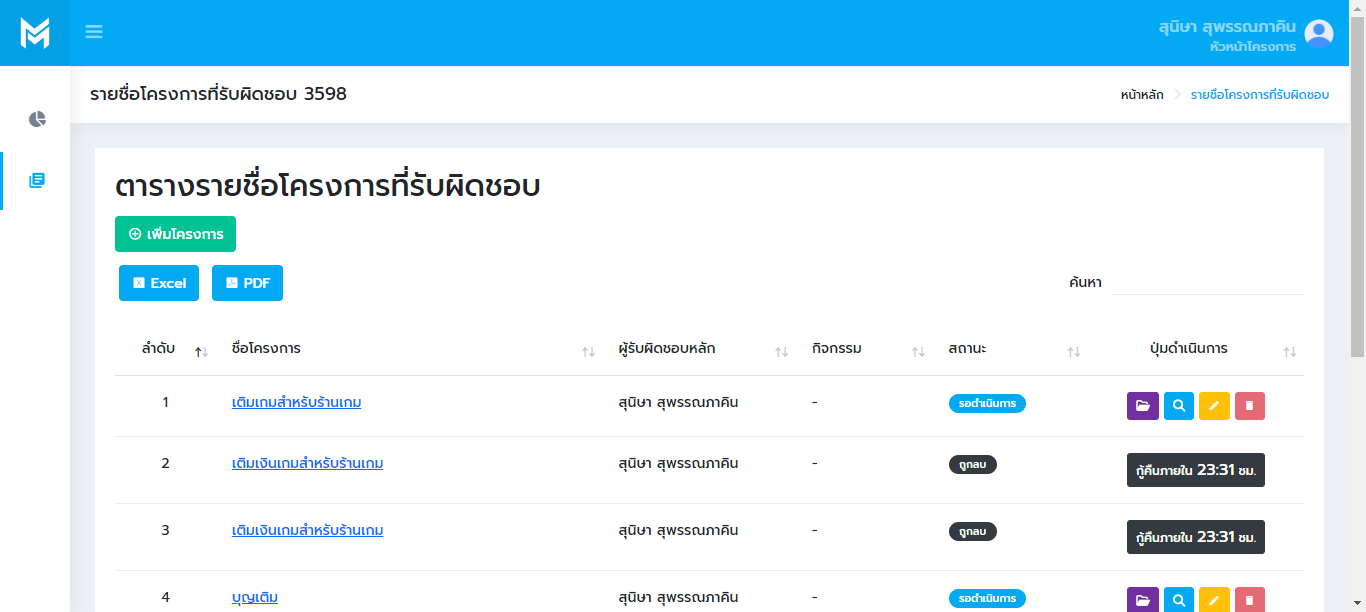 สุนิษา สุพรรณภาคิน
หัวหน้าโครงการ
รายชื่อโครงการที่รับผิดชอบ 3598
หน้าหลัก > รายชื่อโครงการที่รับผิดชอบ
ตารางรายชื่อโครงการที่รับผิดชอบ
เพิ่มโครงการ
Excel PDF ค้นหา
ลำดับ ชื่อโครงการ ผู้รับผิดชอบหลัก กิจกรรม สถานะ ปุ่มดำเนินการ
1 เติมเกมสำหรับร้านเกม สุนิษา สุพรรณภาคิน - รอดำเนินการ
2 เติมเงินเกมสำหรับร้านเกม สุนิษา สุพรรณภาคิน - ถูกลบ กู้คืนภายใน 23:31 ชม.
3 เติมเงินเกมสำหรับร้านเกม สุนิษา สุพรรณภาคิน - ถูกลบ กู้คืนภายใน 23:31 ชม.
4 บุญเติม สุนิษา สุพรรณภาคิน - รอดำเนินการ